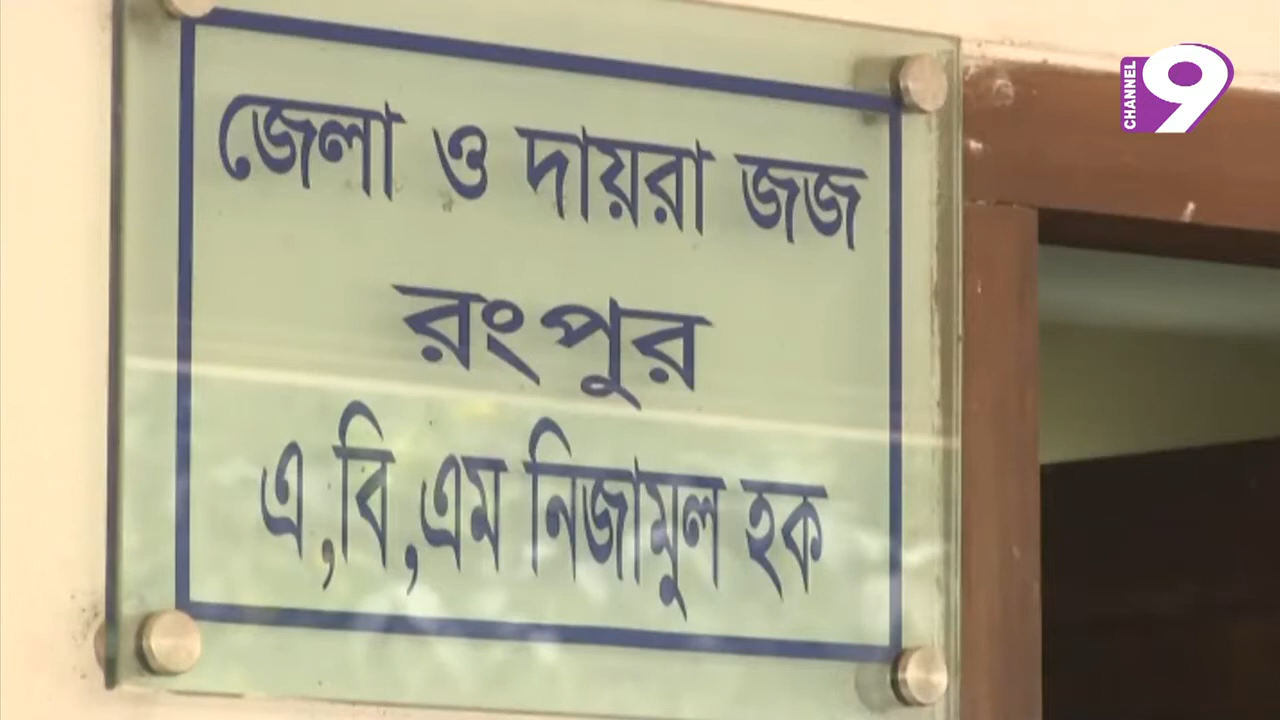 জেলা ও দায়রা জজ
রংপুর
এ,বি,এম নিজামুল হক
CHANNEL 9